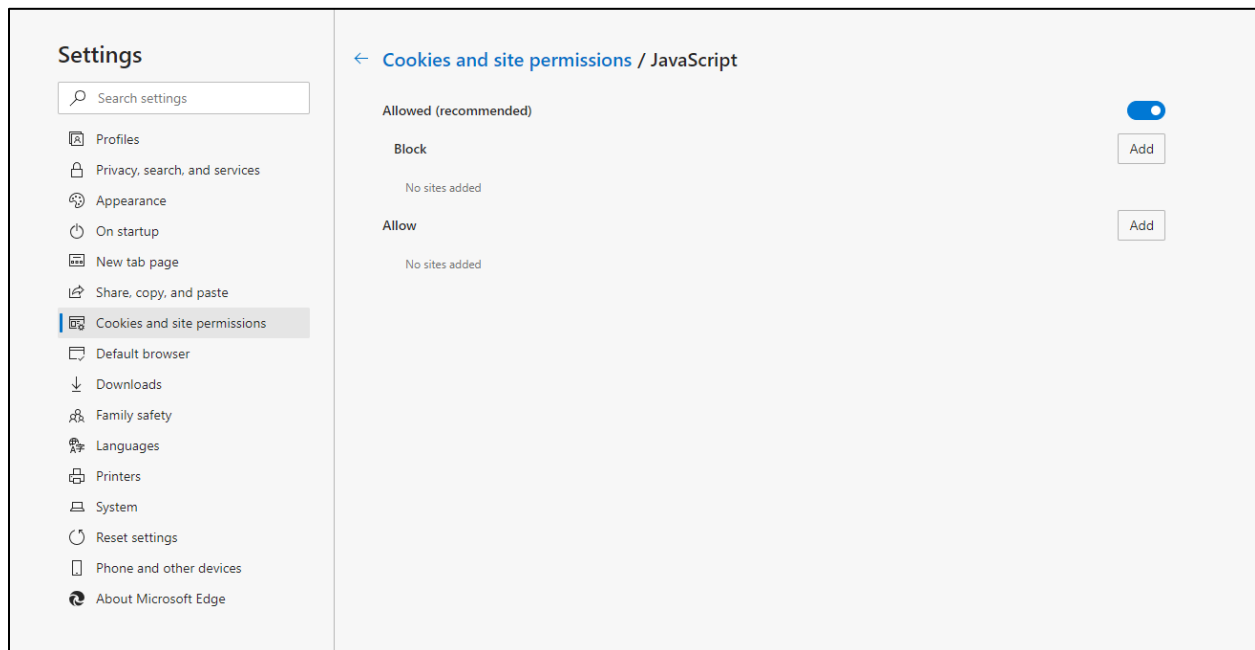 Settings
Search settings
Profiles
Privacy, search, and services
Appearance
On startup
New tab page
Share, copy, and paste
Cookies and site permissions
Default browser
Downloads
Family safety
Languages
Printers
System
Reset settings
Phone and other devices
About Microsoft Edge
Cookies and site permissions / JavaScript
Allowed (recommended)
Block Add
No sites added
Allow Add
No sites added